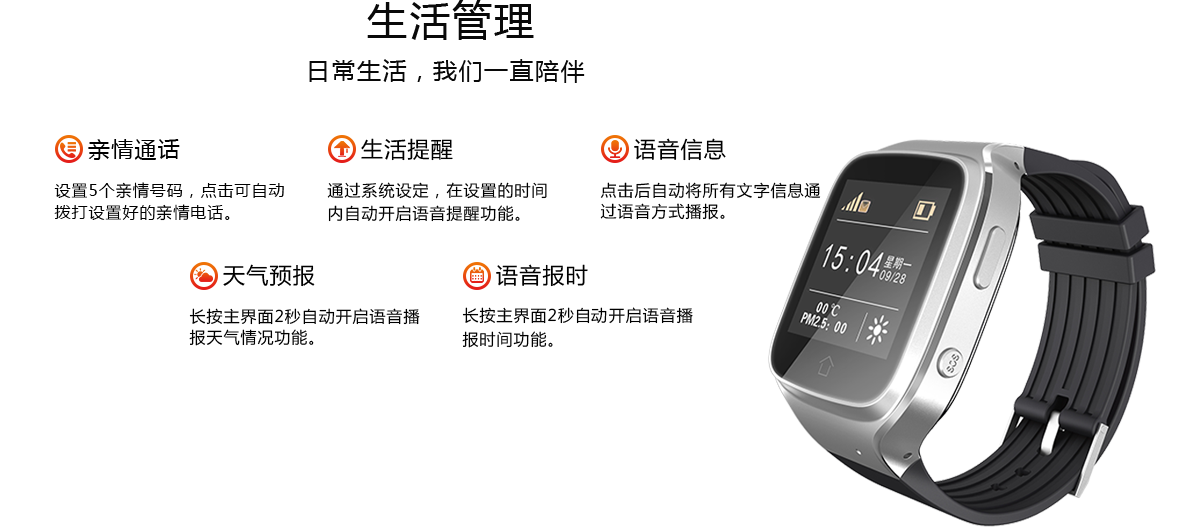 生活管理
日常生活，我们一直陪伴
亲情通话
设置5个亲情号码，点击可自动
拨打设置好的亲情电话。
生活提醒
通过系统设定，在设置的时间
内自动开启语音提醒功能。
语音信息
点击后自动将所有文字信息通
过语音方式播报。
天气预报
长按主界面2秒自动开启语音播
报天气情况功能。
语音报时
长按主界面2秒自动开启语音播
报时间功能。
15:04
星期一
09/28
00℃
PM2.5: 00
SOS